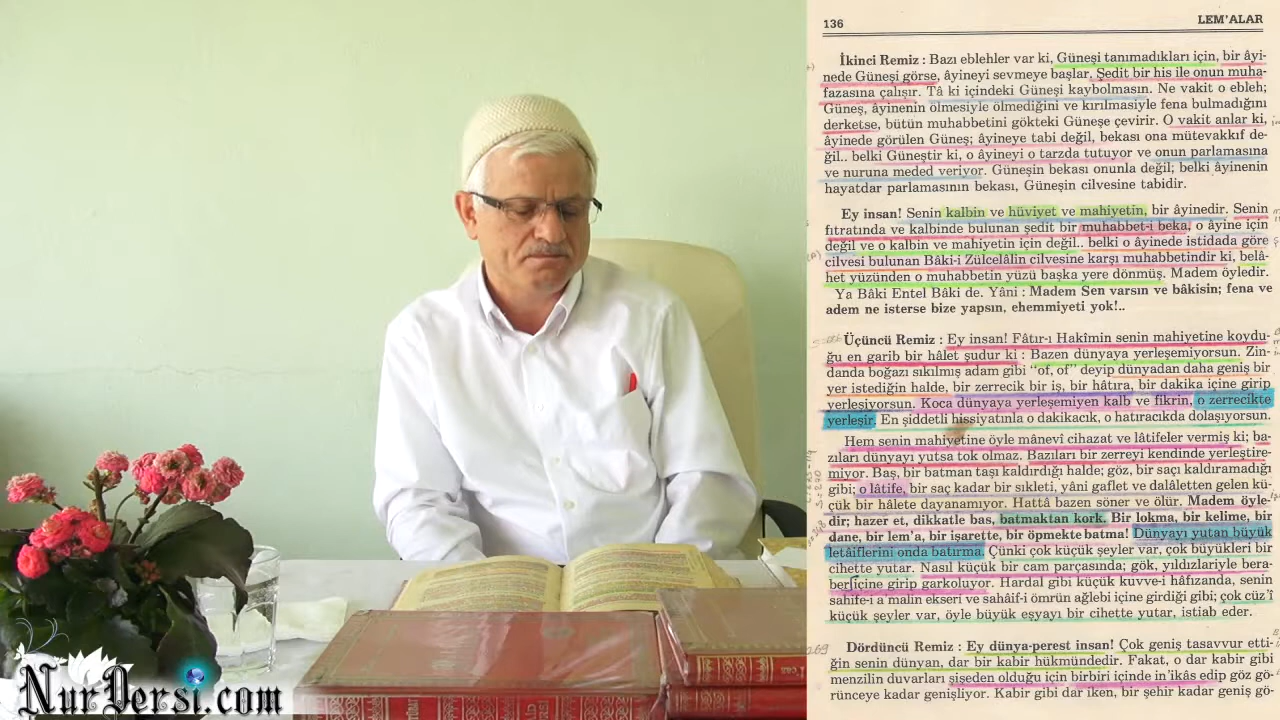 136
LEM'ALAR
İkinci Remiz : Bazı eblehler var ki, Güneşi tanımadıkları için, bir âyi-
nede Güneşi görse, âyineyi sevmeye başlar. Şedit bir his ile onun muha-
fazasına çalışır. Tâ ki içindeki Güneşi kaybolmasın. Ne vakit o ebleh;
Güneş, âyinenin ölmesiyle ölmediğini ve kırılmasiyle fena bulmadığını
derketse, bütün muhabbetini gökteki Güneşe çevirir. O vakit anlar ki,
âyinede görülen Güneş; âyineye tabi değil, bekası ona mütevakkıf de-
ğil.. belki Güneştir ki, o âyineyi o tarzda tutuyor ve onun parlamasına
ve nuruna meded veriyor. Güneşin bekası onunla değil; belki âyinenin
hayatdar parlamasının bekası, Güneşin cilvesine tabidir.
Ey insan! Senin kalbin ve hüviyet ve mahiyetin, bir âyinedir. Senin
fıtratında ve kalbinde bulunan şedit bir muhabbet-i beka, o âyine için
değil ve o kalbin ve mahiyetin için değil.. belki o âyinede istidada göre
cilvesi bulunan Bâki-i Zülcelâlin cilvesine karşı muhabbetindir ki, belâ-
het yüzünden o muhabbetin yüzü başka yere dönmüş. Madem öyledir.
Ya Bâki Entel Bâki de. Yâni : Madem Sen varsın ve bâkisin; fena ve
adem ne isterse bize yapsın, ehemmiyeti yok!..
Üçüncü Remiz : Ey insan! Fâtır-ı Hakîmin senin mahiyetine koydu-
ğu en garib bir hâlet şudur ki : Bazen dünyaya yerleşemiyorsun. Zin-
danda boğazı sıkılmış adam gibi "of, of" deyip dünyadan daha geniş bir
yer istediğin halde, bir zerrecik bir iş, bir hâtıra, bir dakika içine girip
yerleşiyorsun. Koca dünyaya yerleşemiyen kalb ve fikrin, o zerrecikte
yerleşir. En şiddetli hissiyatınla o dakikacık, o hatıracıkda dolaşıyorsun.
Hem senin mahiyetine öyle mânevî cihazat ve lâtifeler vermiş ki; ba-
zıları dünyayı yutsa tok olmaz. Bazıları bir zerreyi kendinde yerleştire-
miyor. Baş, bir batman taşı kaldırdığı halde; göz, bir saçı kaldıramadığı
gibi; o lâtife, bir saç kadar bir sıkleti, yâni gaflet ve dalâletten gelen kü-
çük bir hâlete dayanamıyor. Hattâ bazen söner ve ölür. Madem öyle-
dir; hazer et, dikkatle bas, batmaktan kork. Bir lokma, bir kelime, bir
dane, bir lem'a, bir işarette, bir öpmekte batma! Dünyayı yutan büyük
letâiflerini onda batırma. Çünki çok küçük şeyler var, çok büyükleri bir
cihette yutar. Nasıl küçük bir cam parçasında; gök, yıldızlariyle bera-
ber içine girip garkoluyor. Hardal gibi küçük kuvve-i hâfızanda, senin
sahife-i a'malin ekseri ve sahâif-i ömrün ağlebi içine girdiği gibi; çok cüz'î
küçük şeyler var, öyle büyük eşyayı bir cihette yutar, istiab eder.
Dördüncü Remiz : Ey dünya-perest insan! Çok geniş tasavvur etti-
ğin senin dünyan, dar bir kabir hükmündedir. Fakat, o dar kabir gibi
menzilin duvarları şişeden olduğu için birbiri içinde in'ikâs edip göz gö-
rünceye kadar genişliyor. Kabir gibi dar iken, bir şehir kadar geniş gö-
NurDersi.com